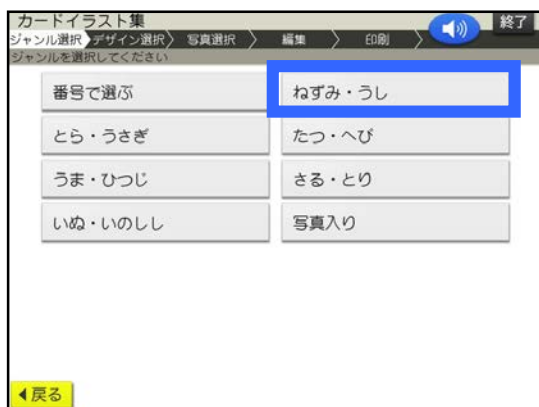 カードイラスト集
終了
ジャンル選択 デザイン選択 写真選択 編集 印刷
ジャンルを選択してください
番号で選ぶ
ねずみ・うし
とら・うさぎ
たつ・へび
うま・ひつじ
さる・とり
いぬ・いのしし
写真入り
戻る